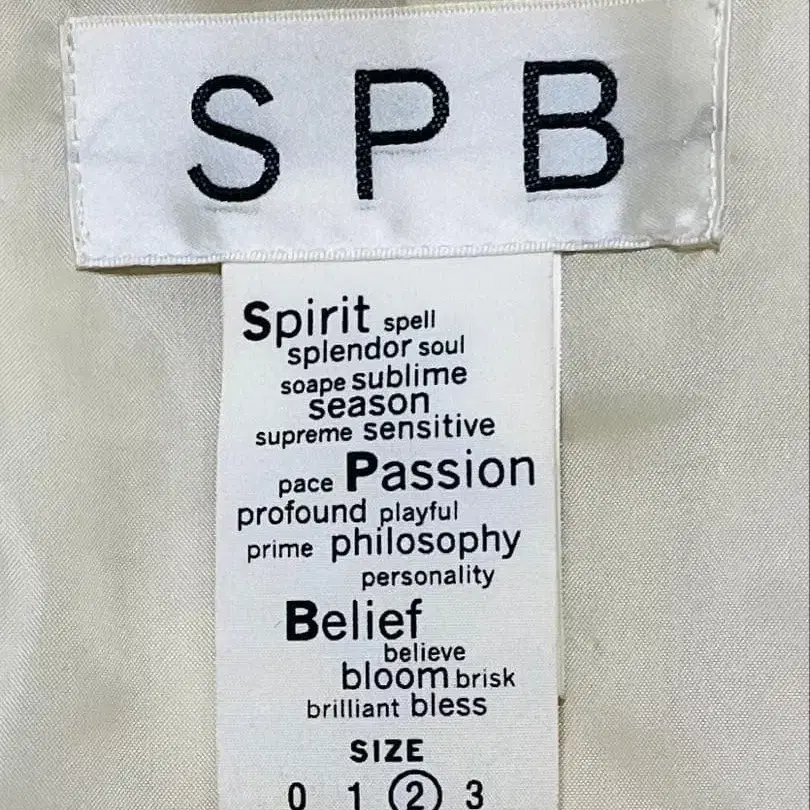 S P B
Spirit spell
splendor soul
soape sublime
season
supreme sensitive
pace Passion
profound playful
prime philosophy
personality
Belief
believe
bloom brisk
brilliant bless
SIZE
0 1 2 3